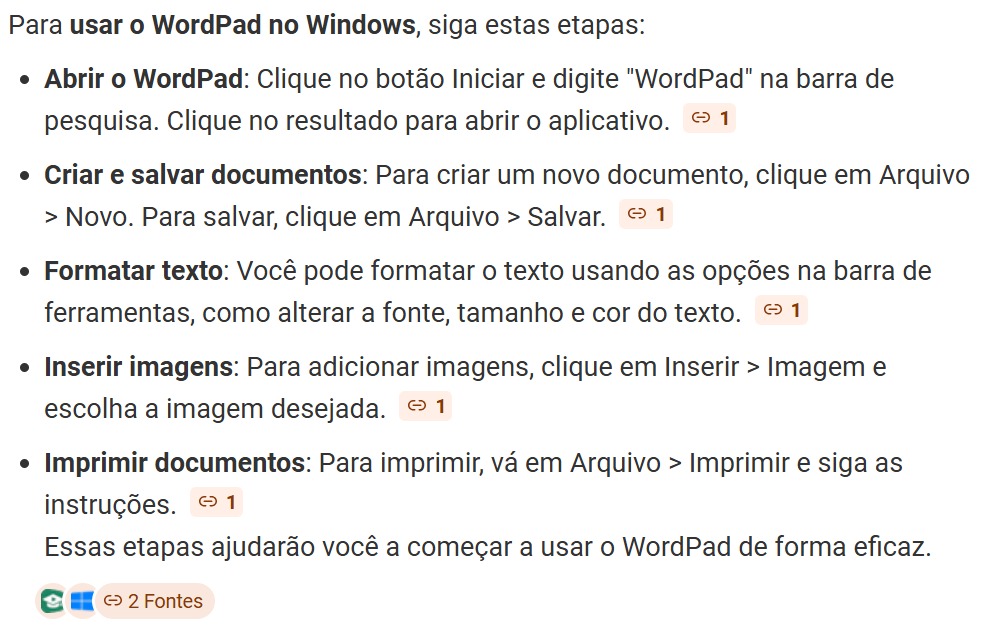 Para usar o WordPad no Windows, siga estas etapas:
Abrir o WordPad: Clique no botão Iniciar e digite "WordPad" na barra de
pesquisa. Clique no resultado para abrir o aplicativo. 1
Criar e salvar documentos: Para criar um novo documento, clique em Arquivo
> Novo. Para salvar, clique em Arquivo > Salvar. 1
Formatar texto: Você pode formatar o texto usando as opções na barra de
ferramentas, como alterar a fonte, tamanho e cor do texto. 1
Inserir imagens: Para adicionar imagens, clique em Inserir > Imagem e
escolha a imagem desejada. 1
Imprimir documentos: Para imprimir, vá em Arquivo > Imprimir e siga as
instruções. 1
Essas etapas ajudarão você a começar a usar o WordPad de forma eficaz.
2 Fontes